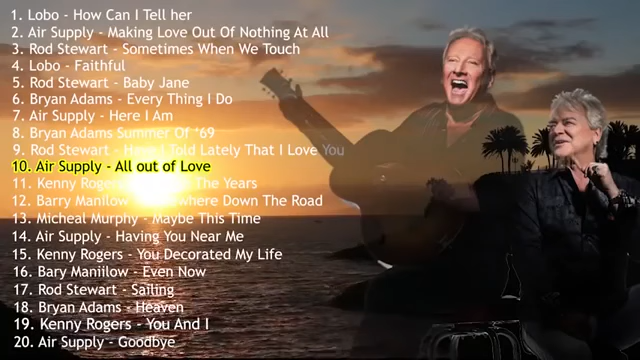 1. Lobo - How Can I Tell her
2. Air Supply - Making Love Out Of Nothing At All
3. Rod Stewart - Sometimes When We Touch
4. Lobo - Faithful
5. Rod Stewart - Baby Jane
6. Bryan Adams - Every Thing I Do
7. Air Supply - Here I Am
8. Bryan Adams Summer Of '69
9. Rod Stewart - I Told Lately That I Love You
10. Air Supply - All out of Love
11. Kenny Rogers The Years
12. Barry Manilow Down The Road
13. Micheal Murphy - Maybe This Time
14. Air Supply - Having You Near Me
15. Kenny Rogers - You Decorated My Life
16. Bary Maniilow - Even Now
17. Rod Stewart - Sailing
18. Bryan Adams - Heaven
19. Kenny Rogers - You And I
20. Air Supply - Goodbye